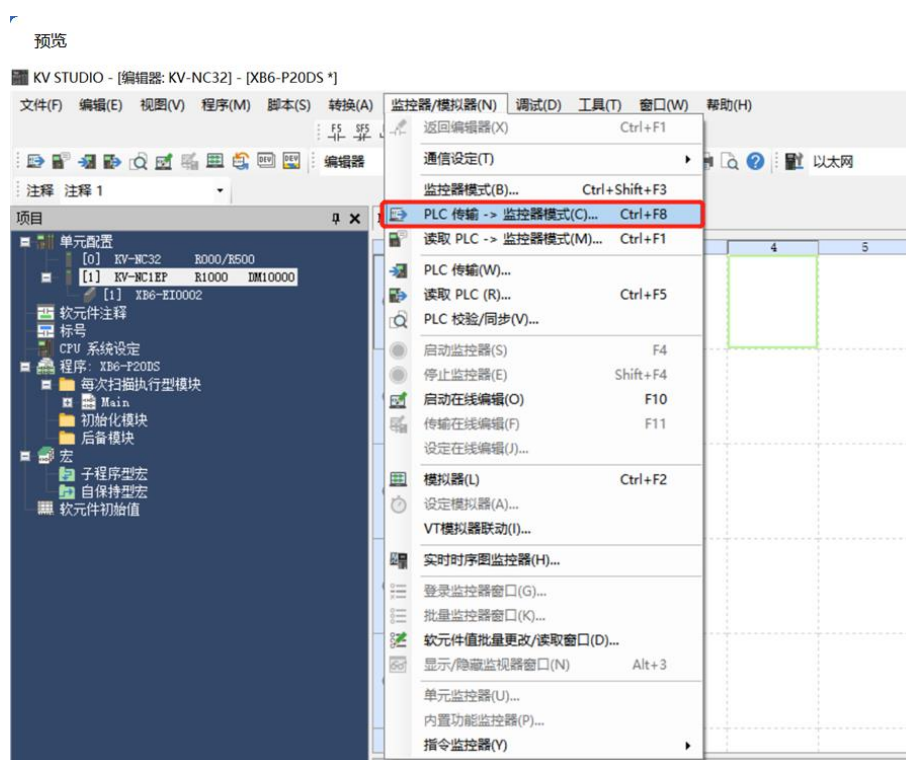 预览
KV STUDIO - [编辑器: KV-NC32] - [XB6-P20DS *]
文件(F) 编辑(E) 视图(V) 程序(M) 脚本(S) 转换(A) 监控器/模拟器(N) 调试(D) 工具(T) 窗口(W) 帮助(H)
F5 SF5
DEV DEV 编辑器 以太网
注释 注释 1
项目
单元配置
[0] KV-NC32 R000/R500
[1] KV-NC1EP R1000 DM10000
[1] XB6-EI0002
软元件注释
标号
CPU 系统设定
程序: XB6-P20DS
每次扫描执行型模块
Main
初始化模块
后备模块
宏
子程序型宏
自保持型宏
软元件初始值
返回编辑器(X) Ctrl+F1
通信设定(T)
监控器模式(B)... Ctrl+Shift+F3
PLC 传输 -> 监控器模式(C)... Ctrl+F8
读取 PLC -> 监控器模式(M)... Ctrl+F1
PLC 传输(W)...
读取 PLC (R)... Ctrl+F5
PLC 校验/同步(V)...
启动监控器(S) F4
停止监控器(E) Shift+F4
启动在线编辑(O) F10
传输在线编辑(F) F11
设定在线编辑(J)...
模拟器(L) Ctrl+F2
设定模拟器(A)...
VT模拟器联动(I)...
实时时序图监控器(H)...
登录监控器窗口(G)...
批量监控器窗口(K)...
软元件值批量更改/读取窗口(D)...
显示/隐藏监视器窗口(N) Alt+3
单元监控器(U)...
内置功能监控器(P)...
指令监控器(Y)
4 5